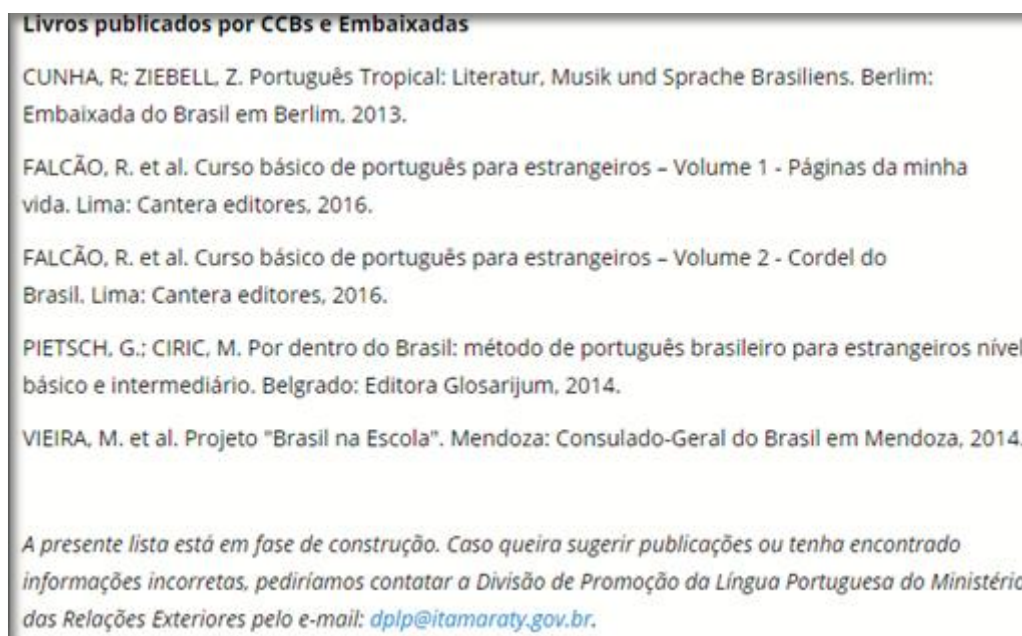 Livros publicados por CCBs e Embaixadas
CUNHA, R; ZIEBELL, Z. Português Tropical: Literatur, Musik und Sprache Brasiliens. Berlim:
Embaixada do Brasil em Berlim, 2013.
FALCÃO, R. et al. Curso básico de português para estrangeiros – Volume 1 - Páginas da minha
vida. Lima: Cantera editores, 2016.
FALCÃO, R. et al. Curso básico de português para estrangeiros – Volume 2 - Cordel do
Brasil. Lima: Cantera editores, 2016.
PIETSCH, G.; CIRIC, M. Por dentro do Brasil: método de português brasileiro para estrangeiros nível
básico e intermediário. Belgrado: Editora Glosarijum, 2014.
VIEIRA, M. et al. Projeto "Brasil na Escola". Mendoza: Consulado-Geral do Brasil em Mendoza, 2014.
A presente lista está em fase de construção. Caso queira sugerir publicações ou tenha encontrado
informações incorretas, pediríamos contatar a Divisão de Promoção da Língua Portuguesa do Ministério
das Relações Exteriores pelo e-mail: dplp@itamaraty.gov.br.